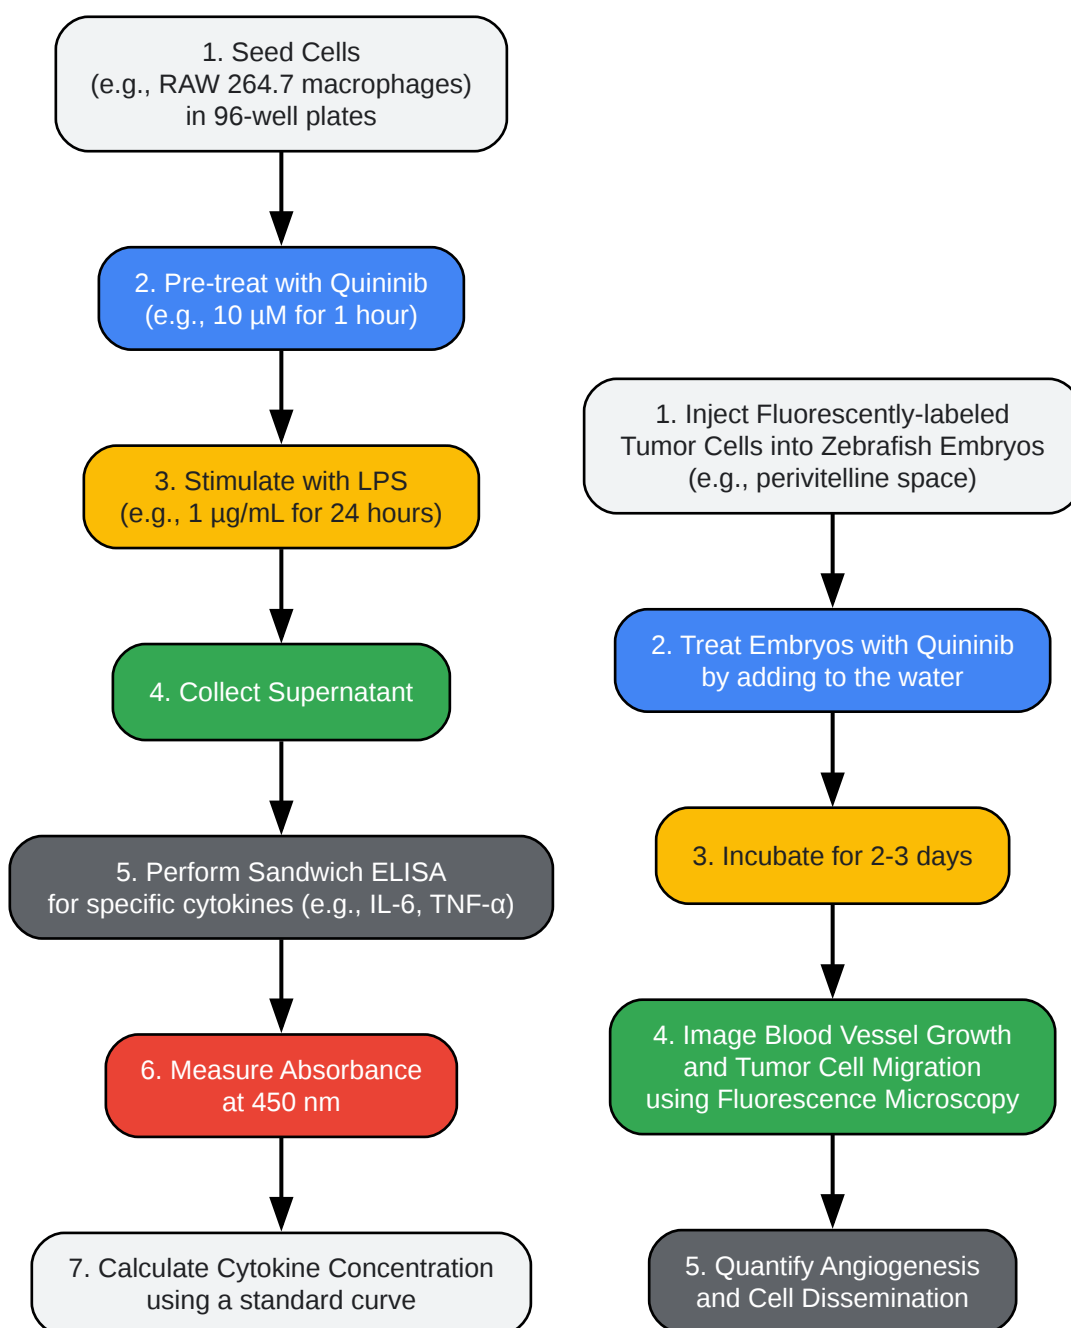 1. Seed Cells
(e.g., RAW 264.7 macrophages)
in 96-well plates
2. Pre-treat with Quininib
(e.g., 10 µM for 1 hour)
3. Stimulate with LPS
(e.g., 1 µg/mL for 24 hours)
4. Collect Supernatant
5. Perform Sandwich ELISA
for specific cytokines (e.g., IL-6, TNF-α)
6. Measure Absorbance
at 450 nm
7. Calculate Cytokine Concentration
using a standard curve
1. Inject Fluorescently-labeled
Tumor Cells into Zebrafish Embryos
(e.g., perivitelline space)
2. Treat Embryos with Quininib
by adding to the water
3. Incubate for 2-3 days
4. Image Blood Vessel Growth
and Tumor Cell Migration
using Fluorescence Microscopy
5. Quantify Angiogenesis
and Cell Dissemination